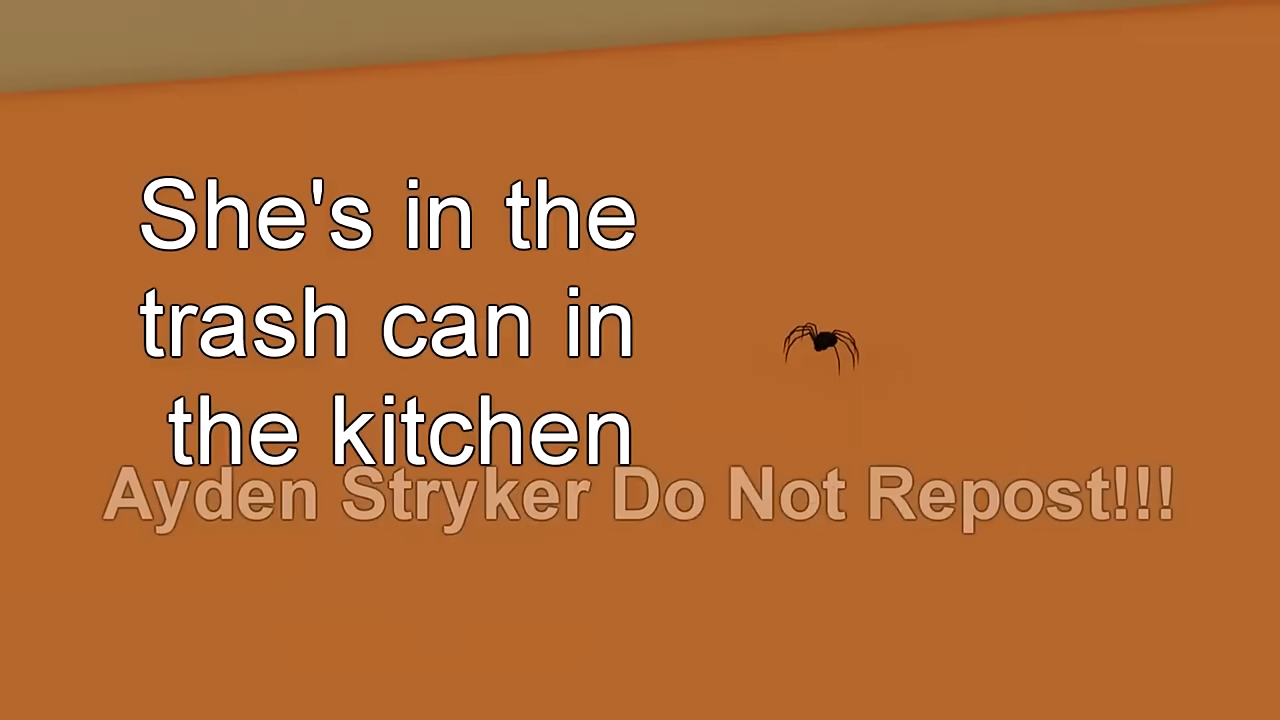 She's in the
trash can in
the kitchen
Ayden Stryker Do Not Repost!!!